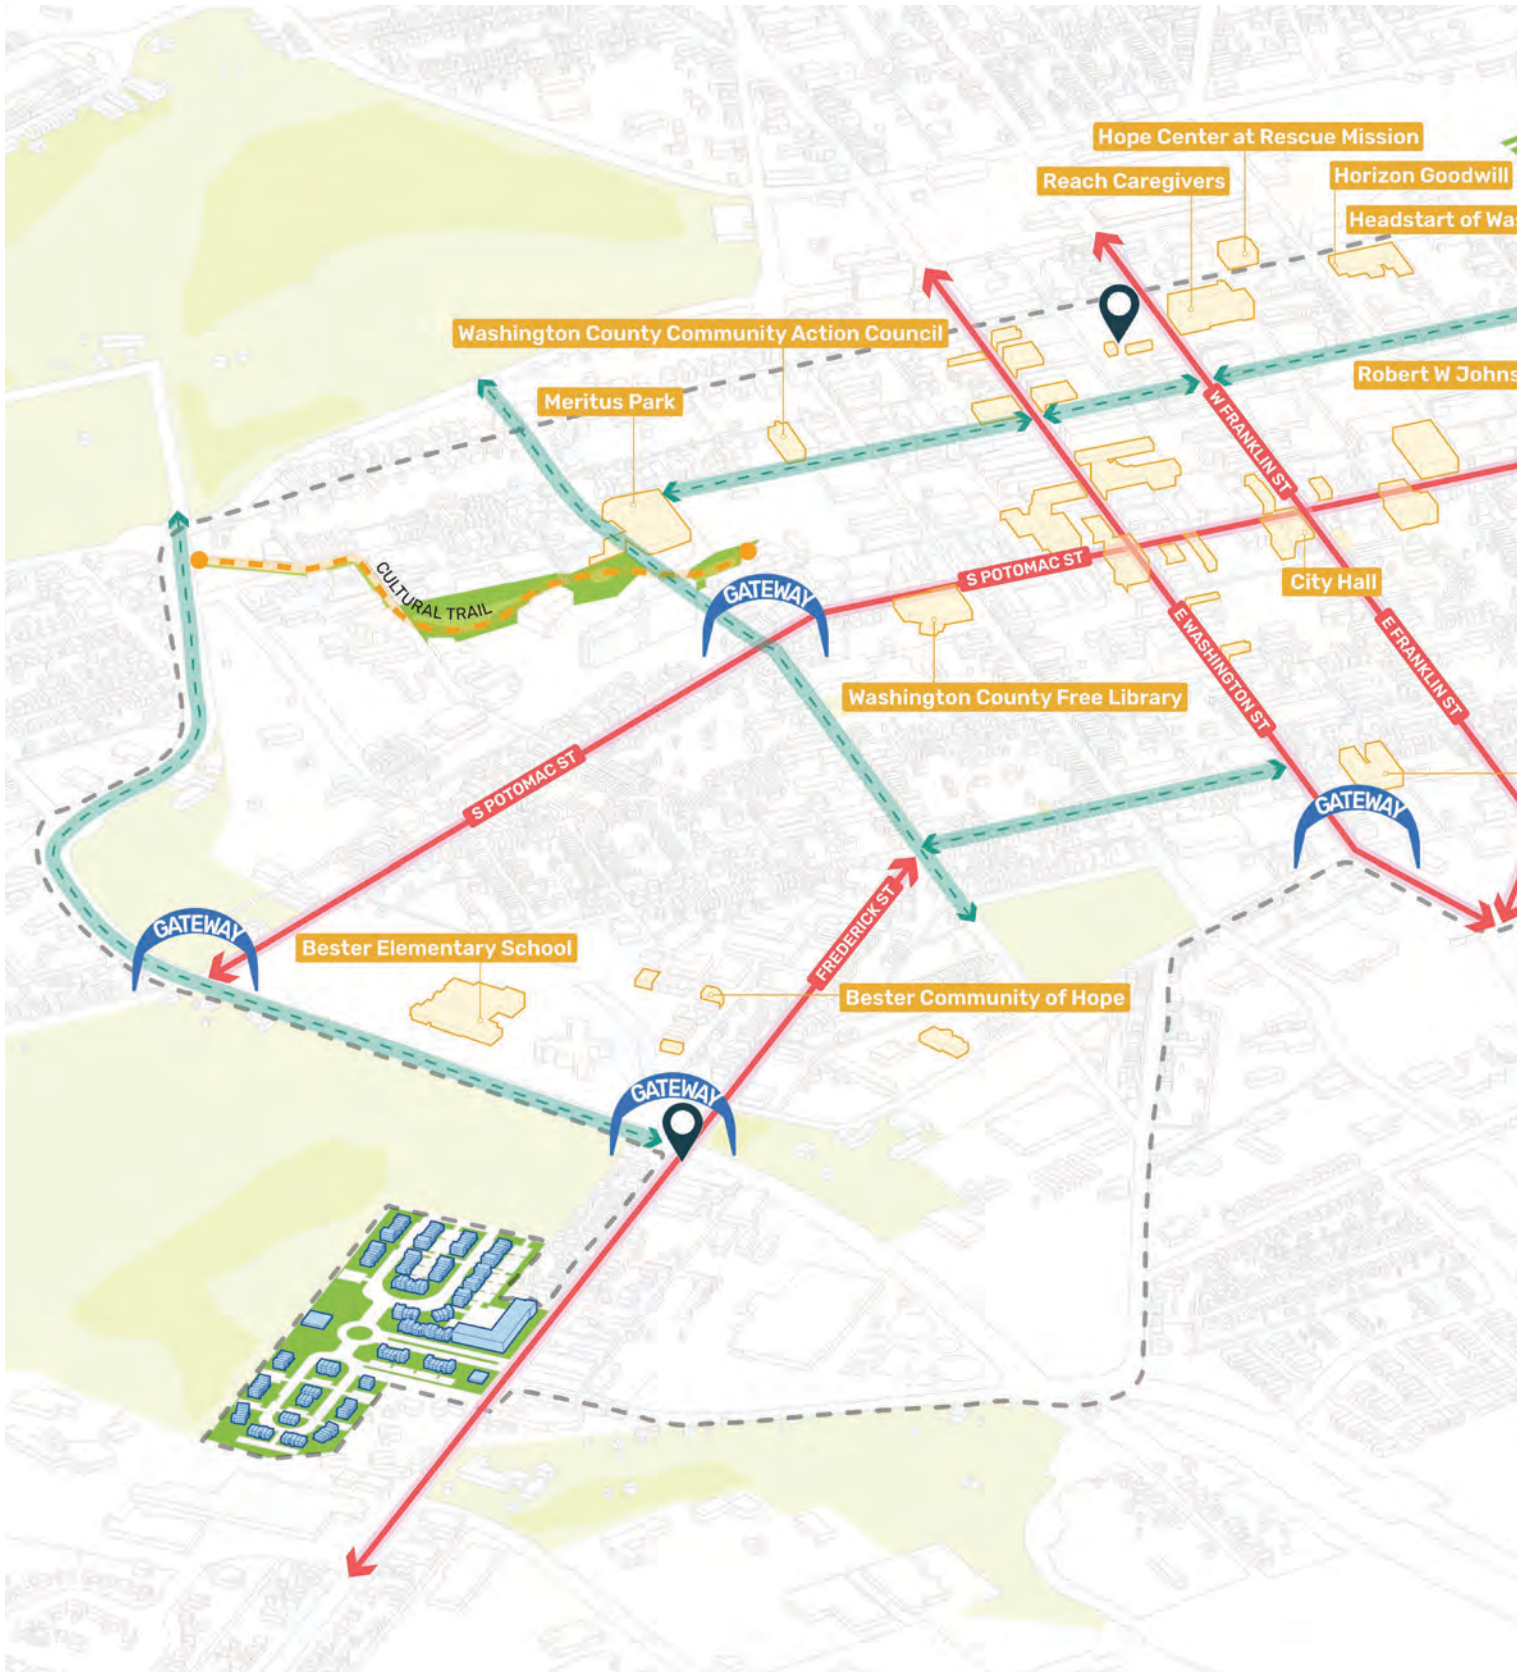 Hope Center at Rescue Mission
Reach Caregivers
Horizon Goodwill
Headstart of Was
Washington County Community Action Council
Robert W Johns
Meritus Park
W FRANKLIN ST
S POTOMAC ST
City Hall
CULTURAL TRAIL
GATEWAY
E WASHINGTON ST
E FRANKLIN ST
Washington County Free Library
S POTOMAC ST
GATEWAY
FREDERICK ST
GATEWAY
Bester Elementary School
Bester Community of Hope
GATEWAY